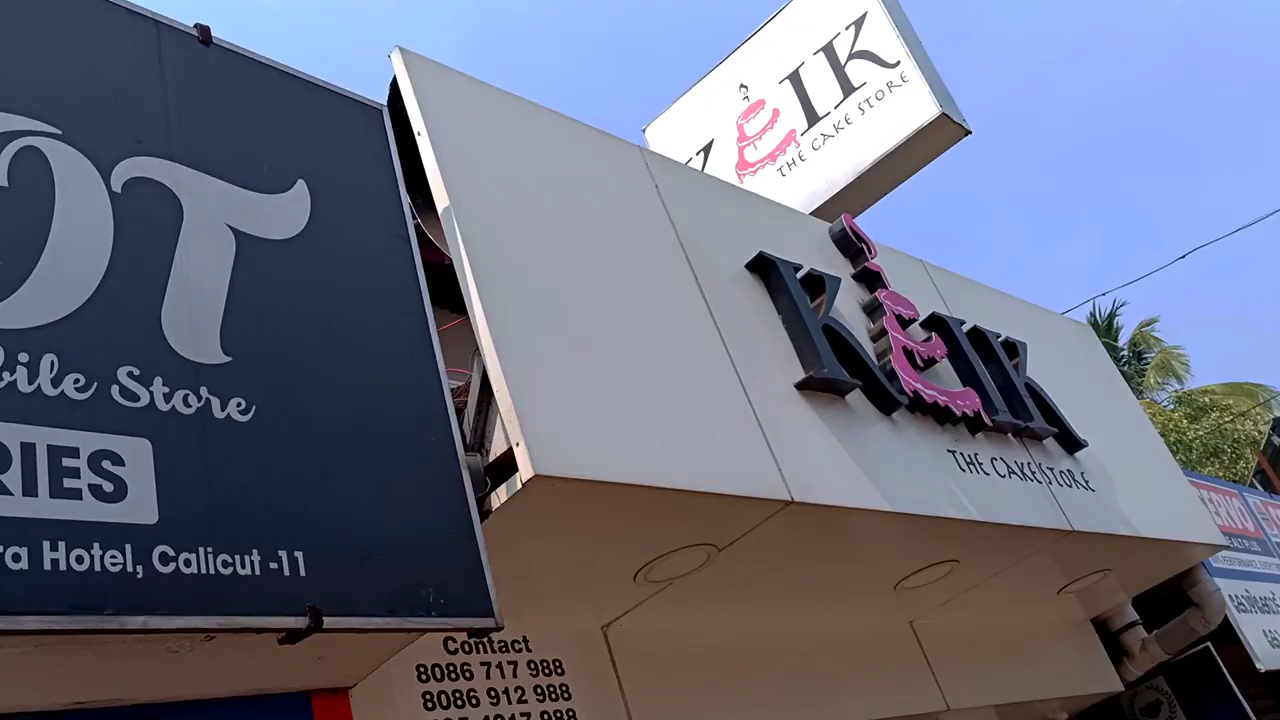 OT
bile Store
RIES
ra Hotel, Calicut -11
KEIK
THE CAKE STORE
KEIK
THE CAKE STORE
Contact
8086 717 988
8086 912 988